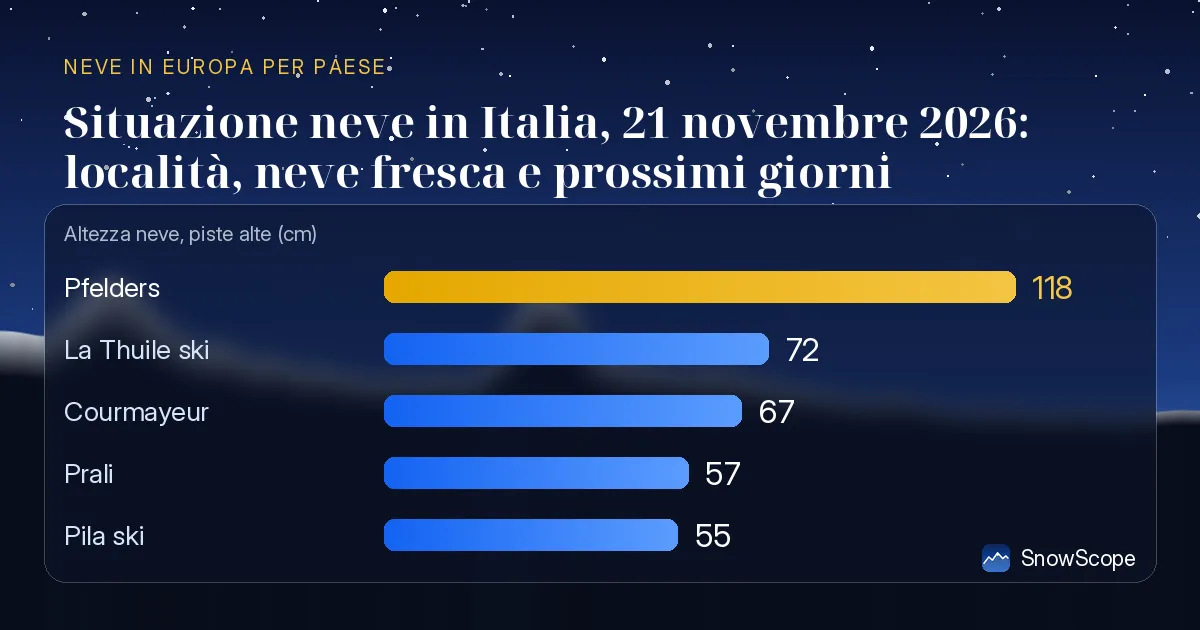 NEVE IN EUROPA PER PAESE
Situazione neve in Italia, 21 novembre 2026:
località, neve fresca e prossimi giorni
Altezza neve, piste alte (cm)
Pfelders 118
La Thuile ski 72
Courmayeur 67
Prali 57
Pila ski 55
SnowScope